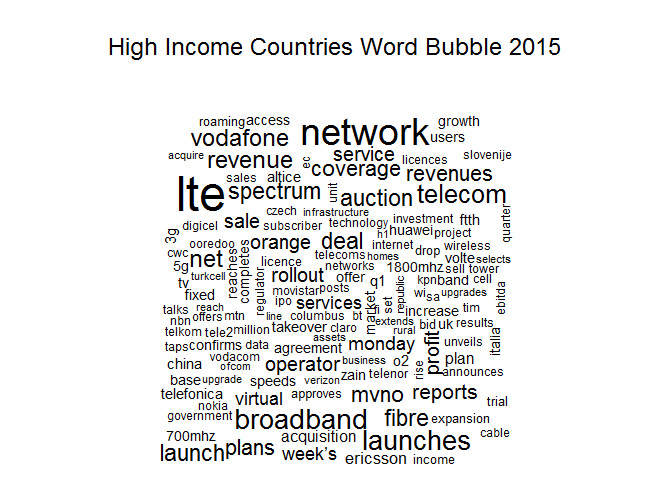 High Income Countries Word Bubble 2015
roaming access growth
vodafone network users
acquire revenue ec service licences slovenije
sales altice coverage revenues
lte spectrum unit auction telecom
czech infrastructure quarter
digicel sale subscriber technology investment ftth
3g ooredoo orange deal h1 huawei project
cwc net reaches completes licence telecoms internet drop wireless
homes volte selects
5g turkcell regulator rollout networks 1800mhz sell tower
tv movistar posts offer q1 republic kpn band cell
fixed ipo services market set wi sa upgrades ebitda
talks reach offers mtn line columbus bt increase tim
nbn telkom tele2 million takeover claro extends rural bid uk results
taps confirms data agreement assets monday profit unveils italia
vodacom ofcom operator business o2 plan
china zain telenor rise announces
base upgrade speeds verizon
telefonica virtual approves mvno reports
nokia trial
government broadband fibre expansion
700mhz acquisition launches cable
launch plans week’s ericsson income